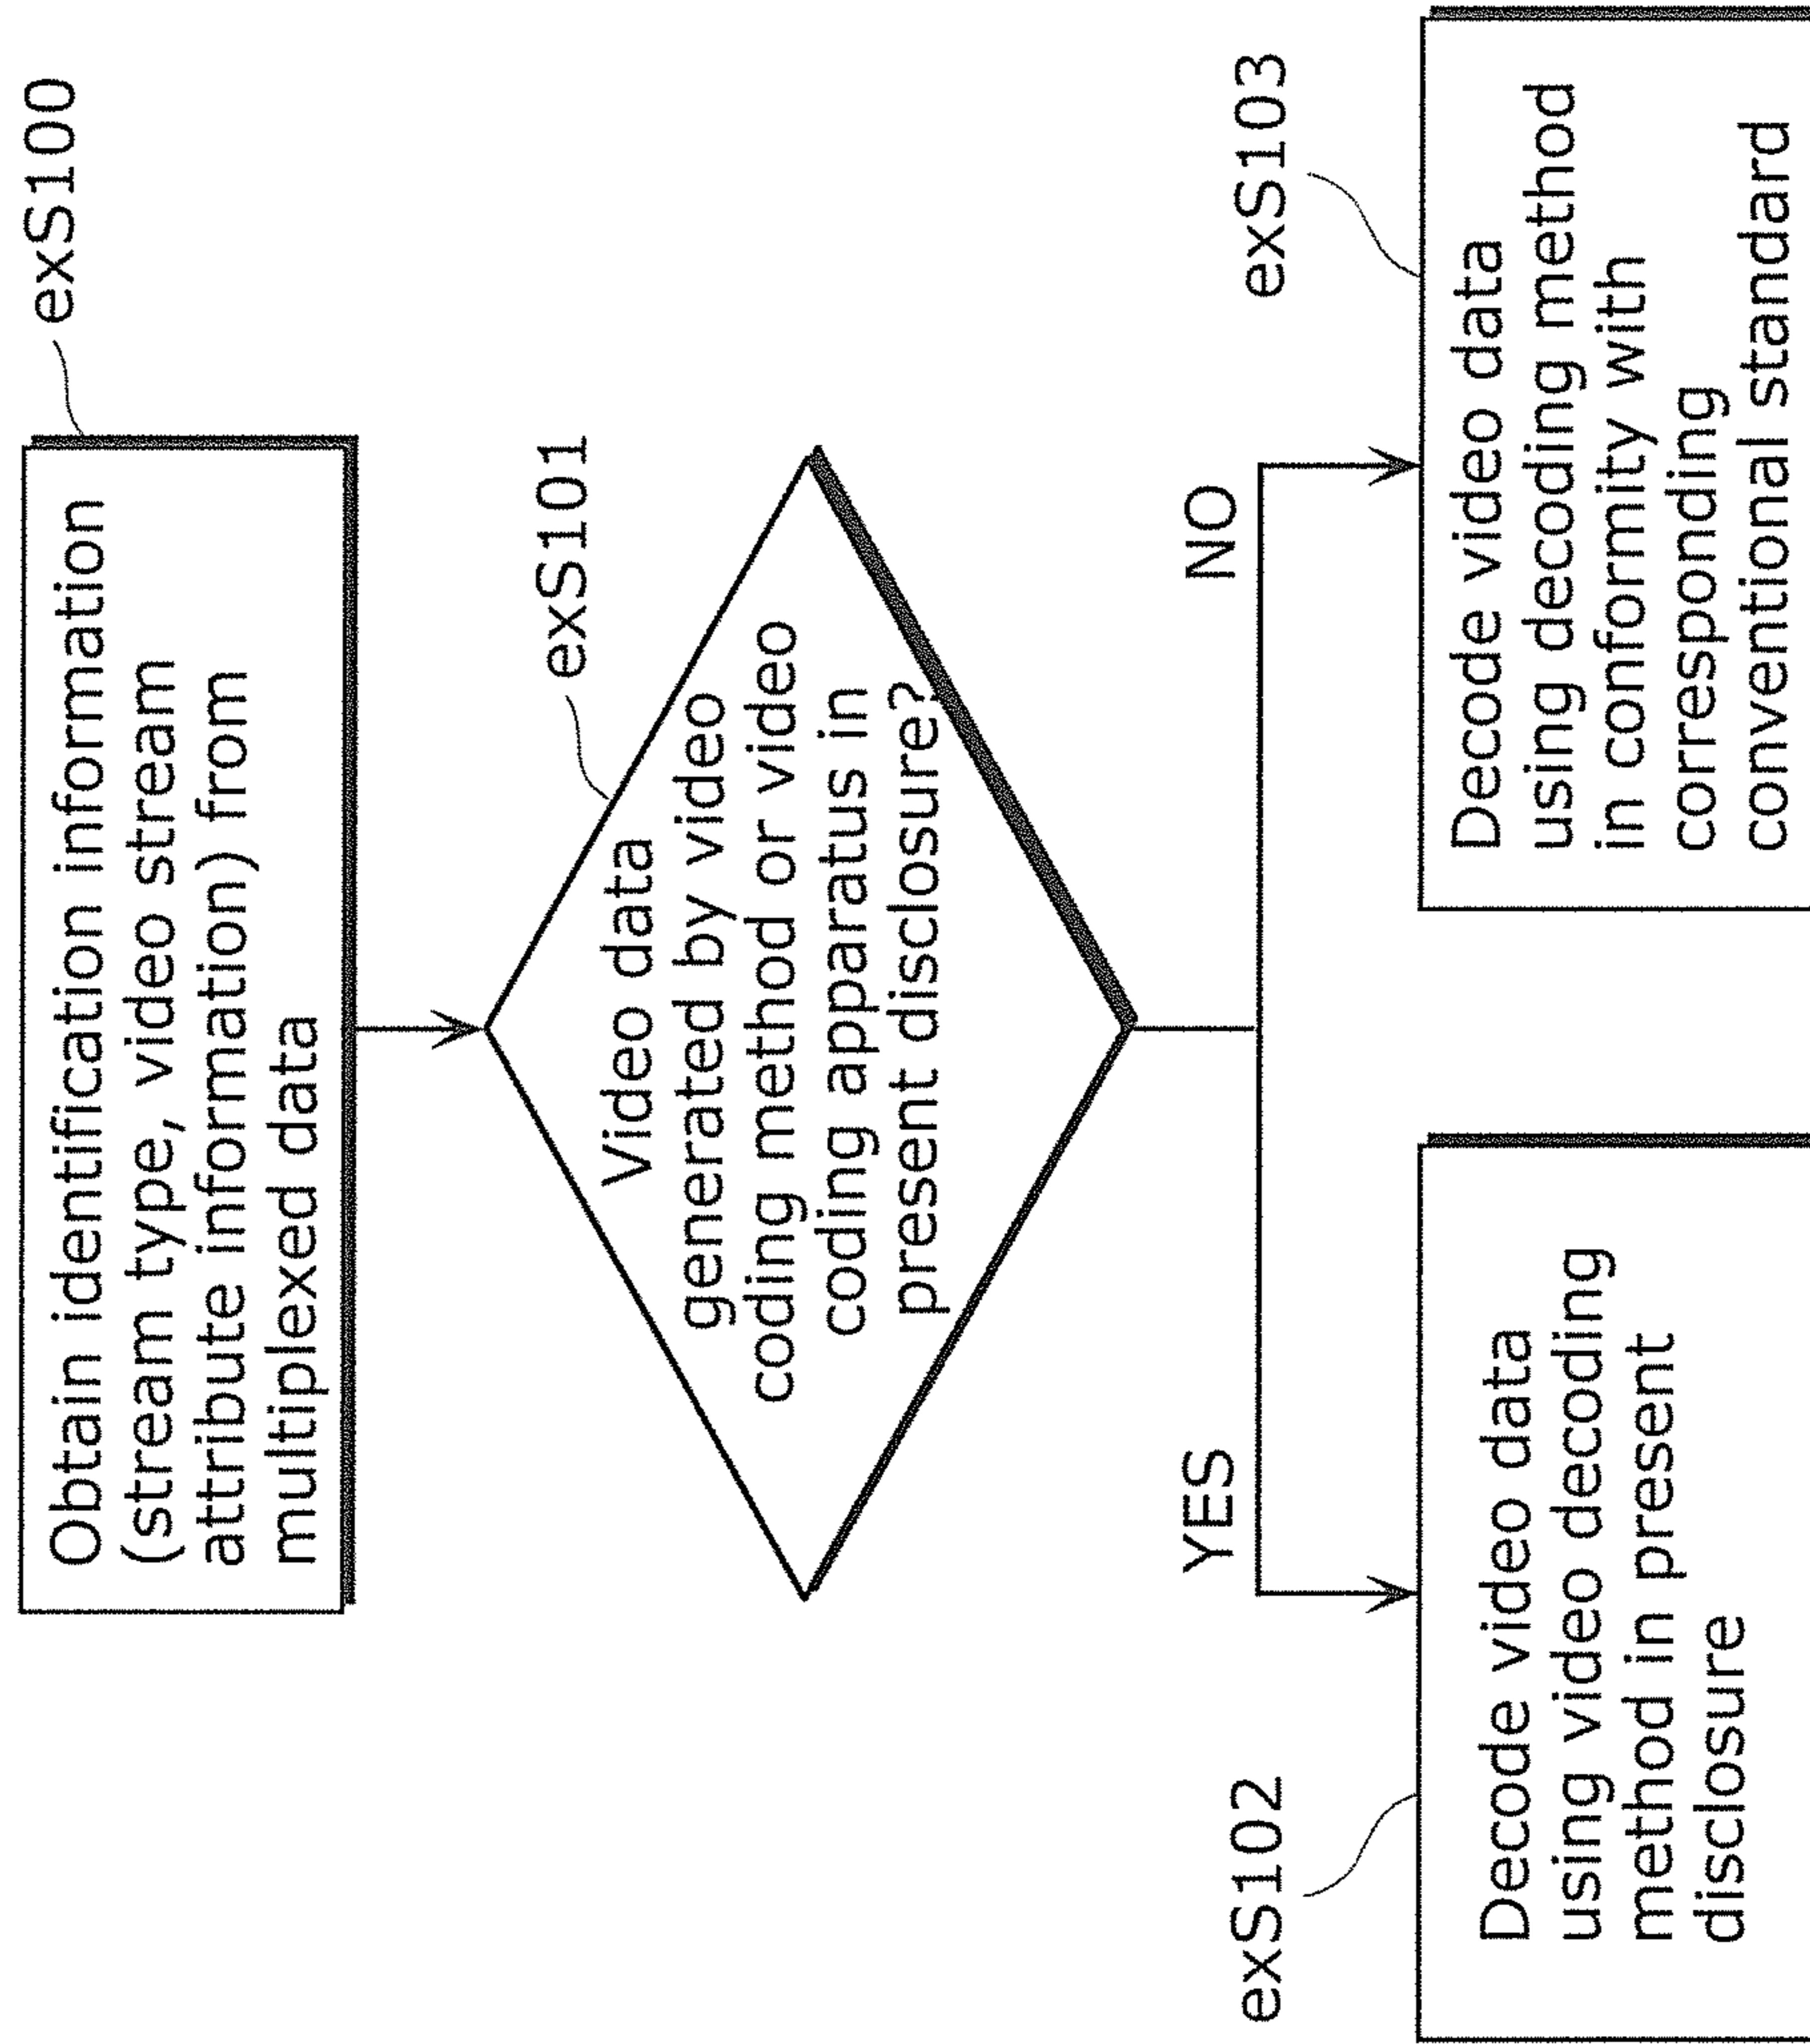 exS100
Obtain identification information
(stream type, video stream
attribute information) from
multiplexed data
exS101
Video data
generated by video
coding method or video
coding apparatus in
present disclosure?
YES
NO
exS102
Decode video data
using video decoding
method in present
disclosure
exS103
Decode video data
using decoding method
in conformity with
corresponding
conventional standard